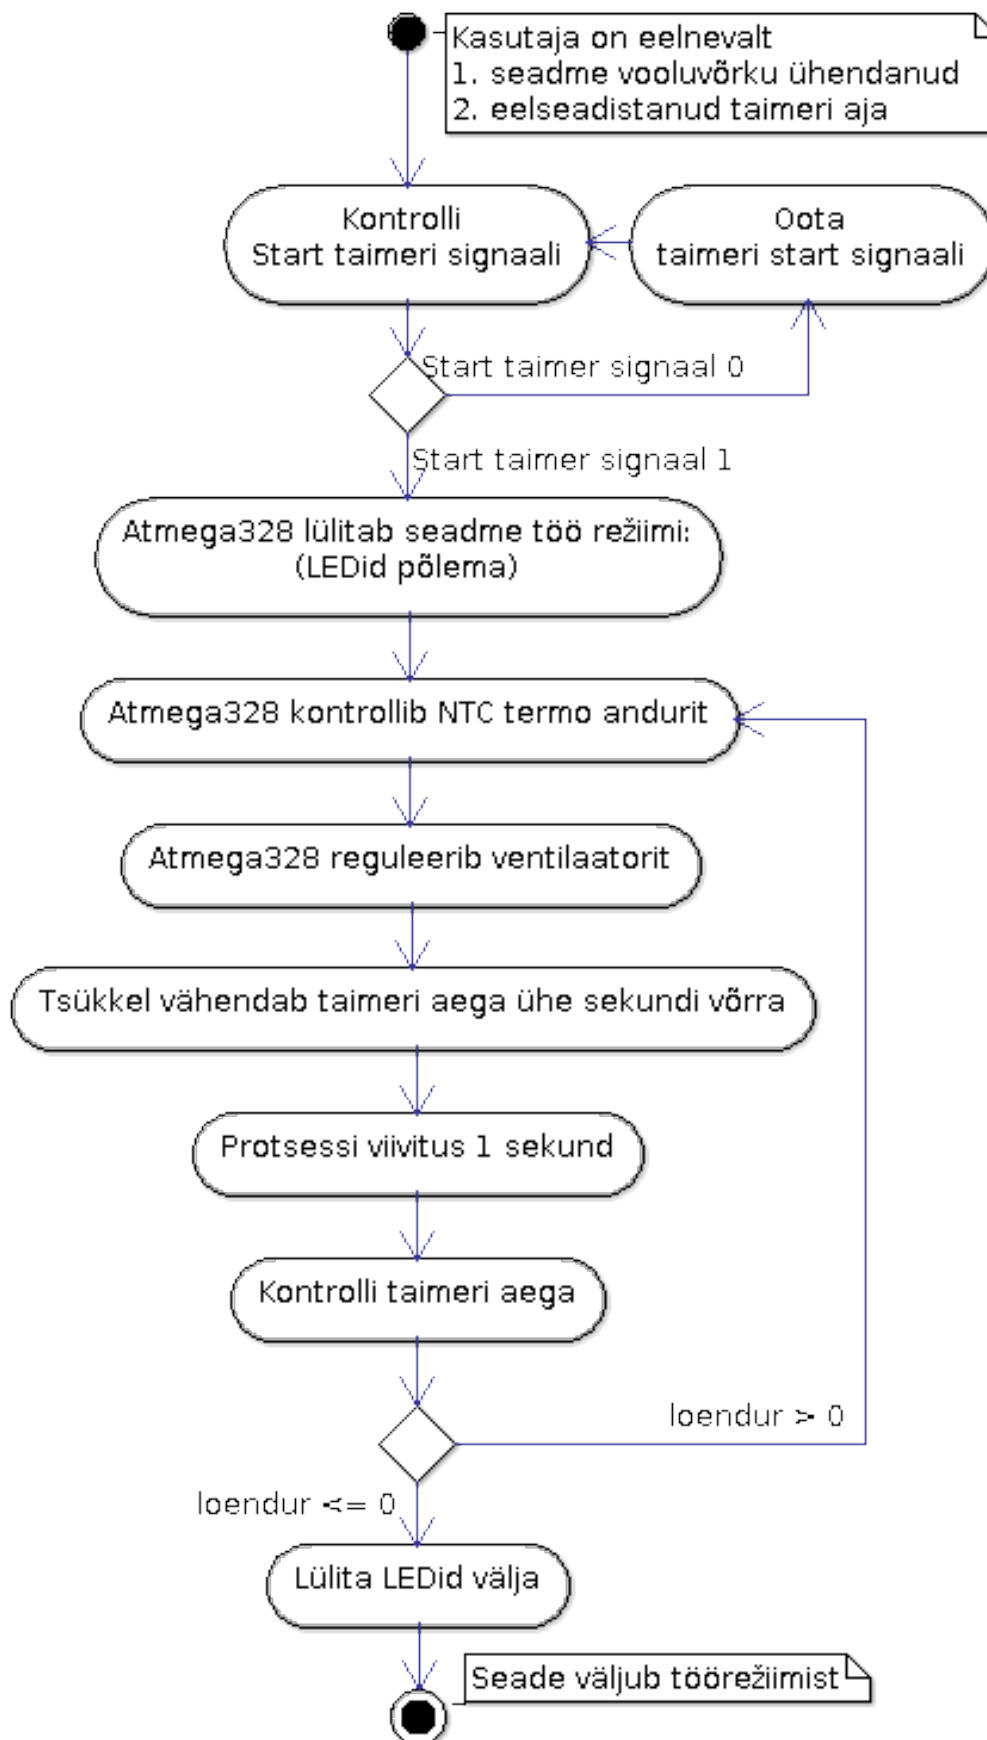 Kasutaja on eelnevalt
1. seadme vooluvõrku ühendanud
2. eelseadistanud taimeri aja
Kontrolli
Start taimeri signaali
Oota
taimeri start signaali
Start taimer signaal 0
Start taimer signaal 1
Atmega328 lülitab seadme töö režiimi:
(LEDid põlema)
Atmega328 kontrollib NTC termo andurit
Atmega328 reguleerib ventilaatorit
Tsükkel vähendab taimeri aega ühe sekundi võrra
Protsessi viivitus 1 sekund
Kontrolli taimeri aega
loendur > 0
loendur <= 0
Lülita LEDid välja
Seade väljub töörežiimist